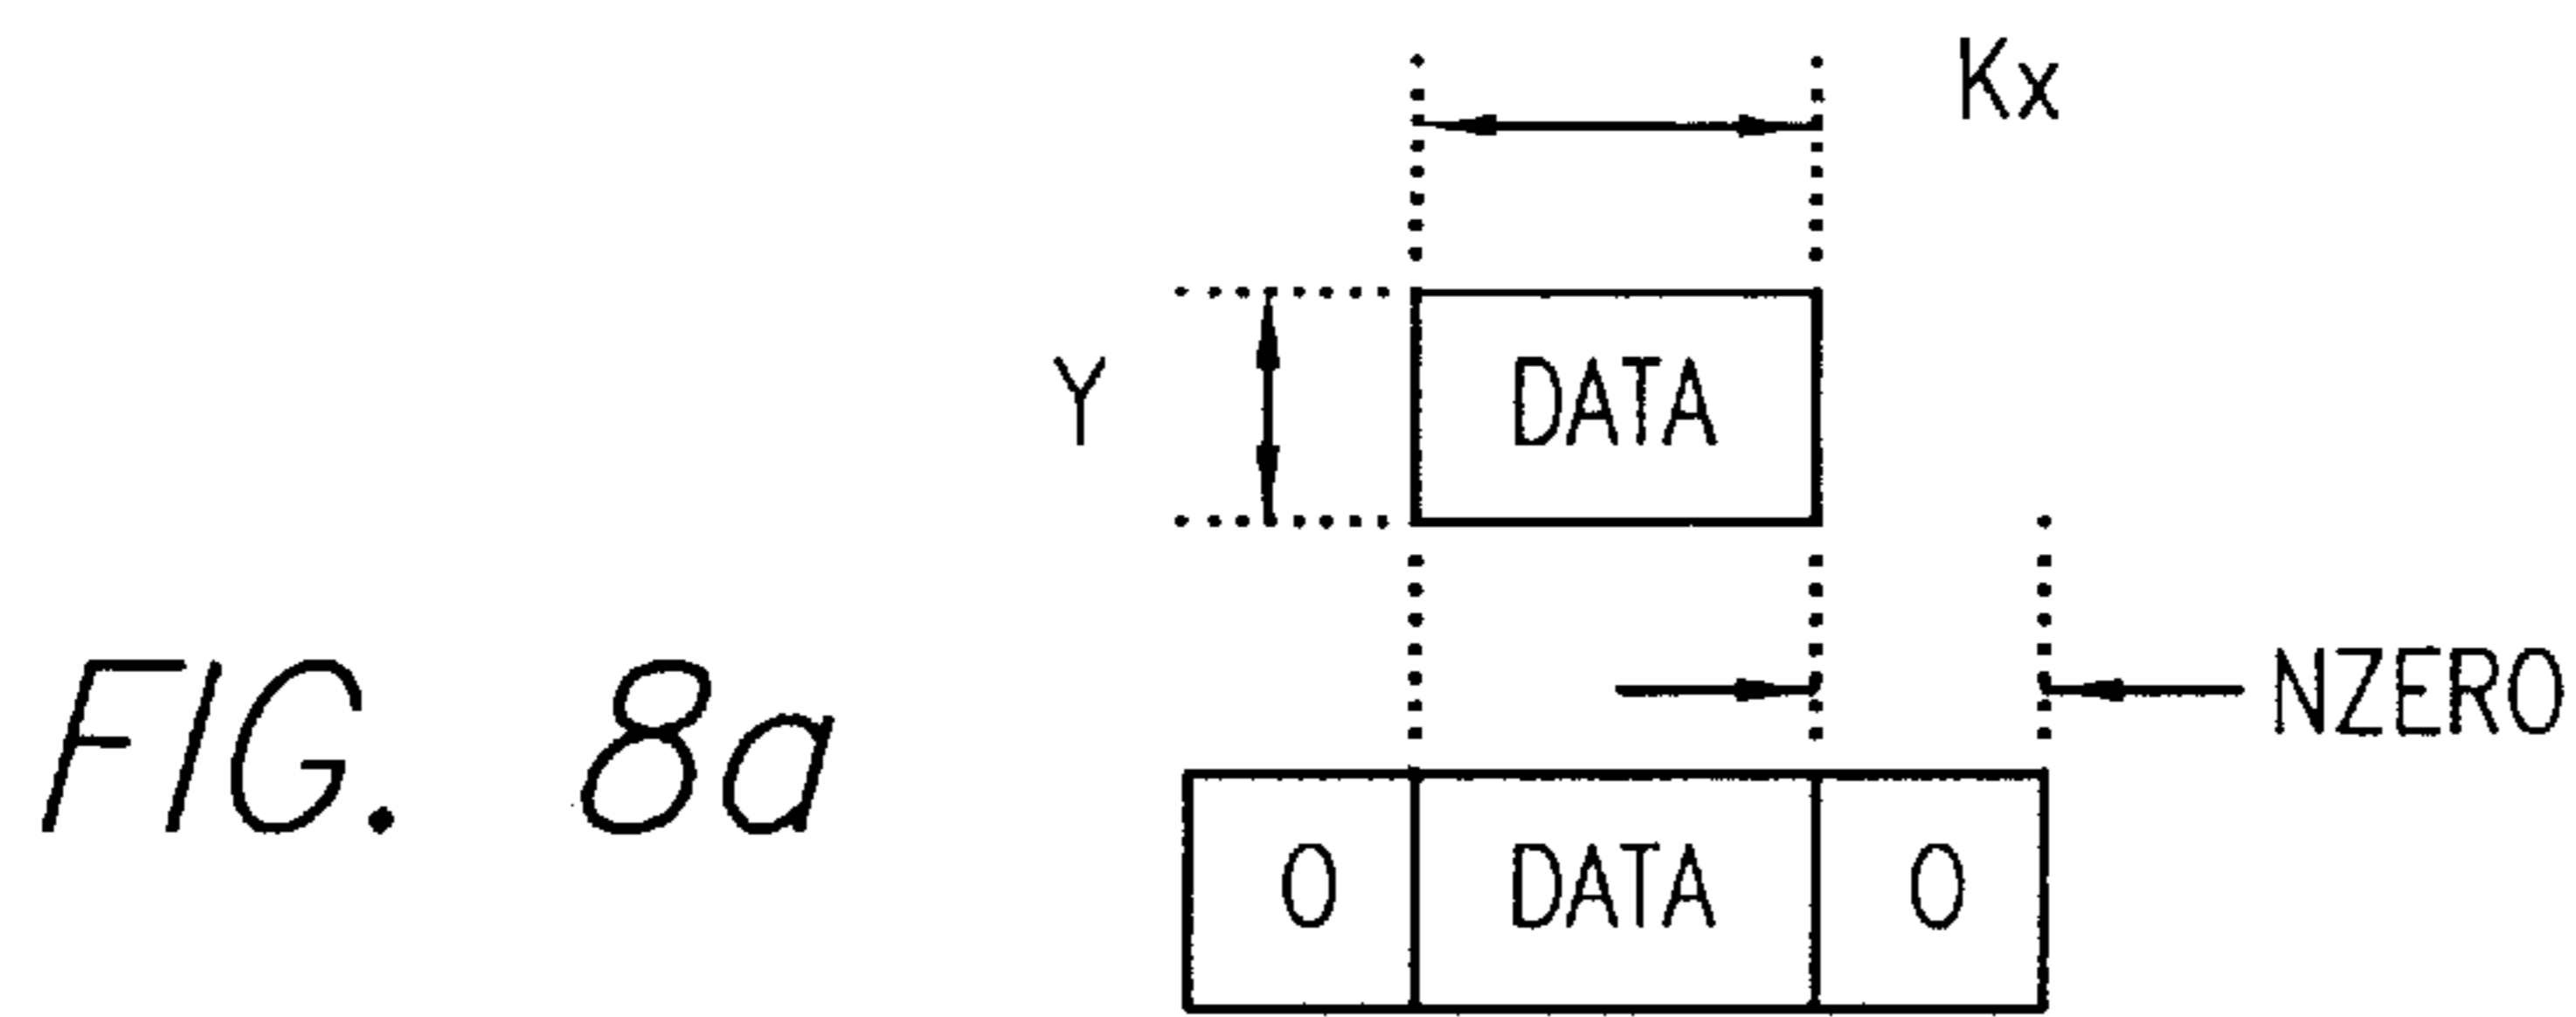 Kx
Y
DATA
NZERO
FIG. 8a
0 DATA 0